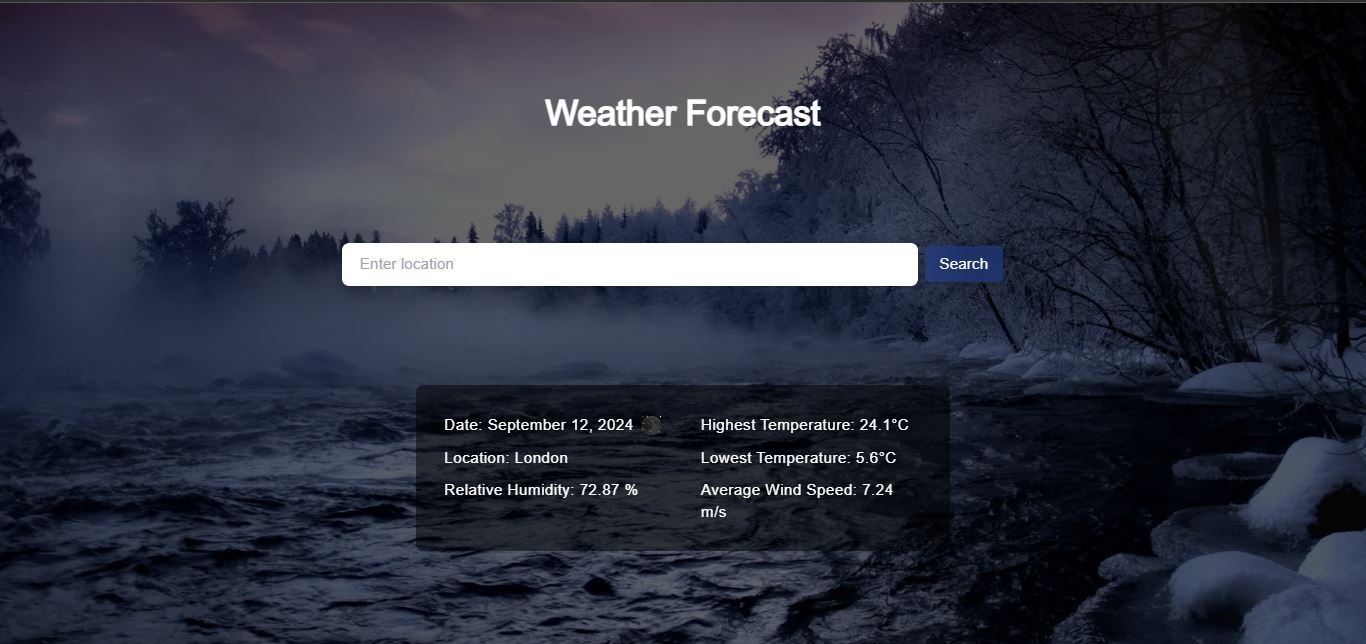 Weather Forecast
Enter location
Search
Date: September 12, 2024
Location: London
Relative Humidity: 72.87 %
Highest Temperature: 24.1°C
Lowest Temperature: 5.6°C
Average Wind Speed: 7.24
m/s